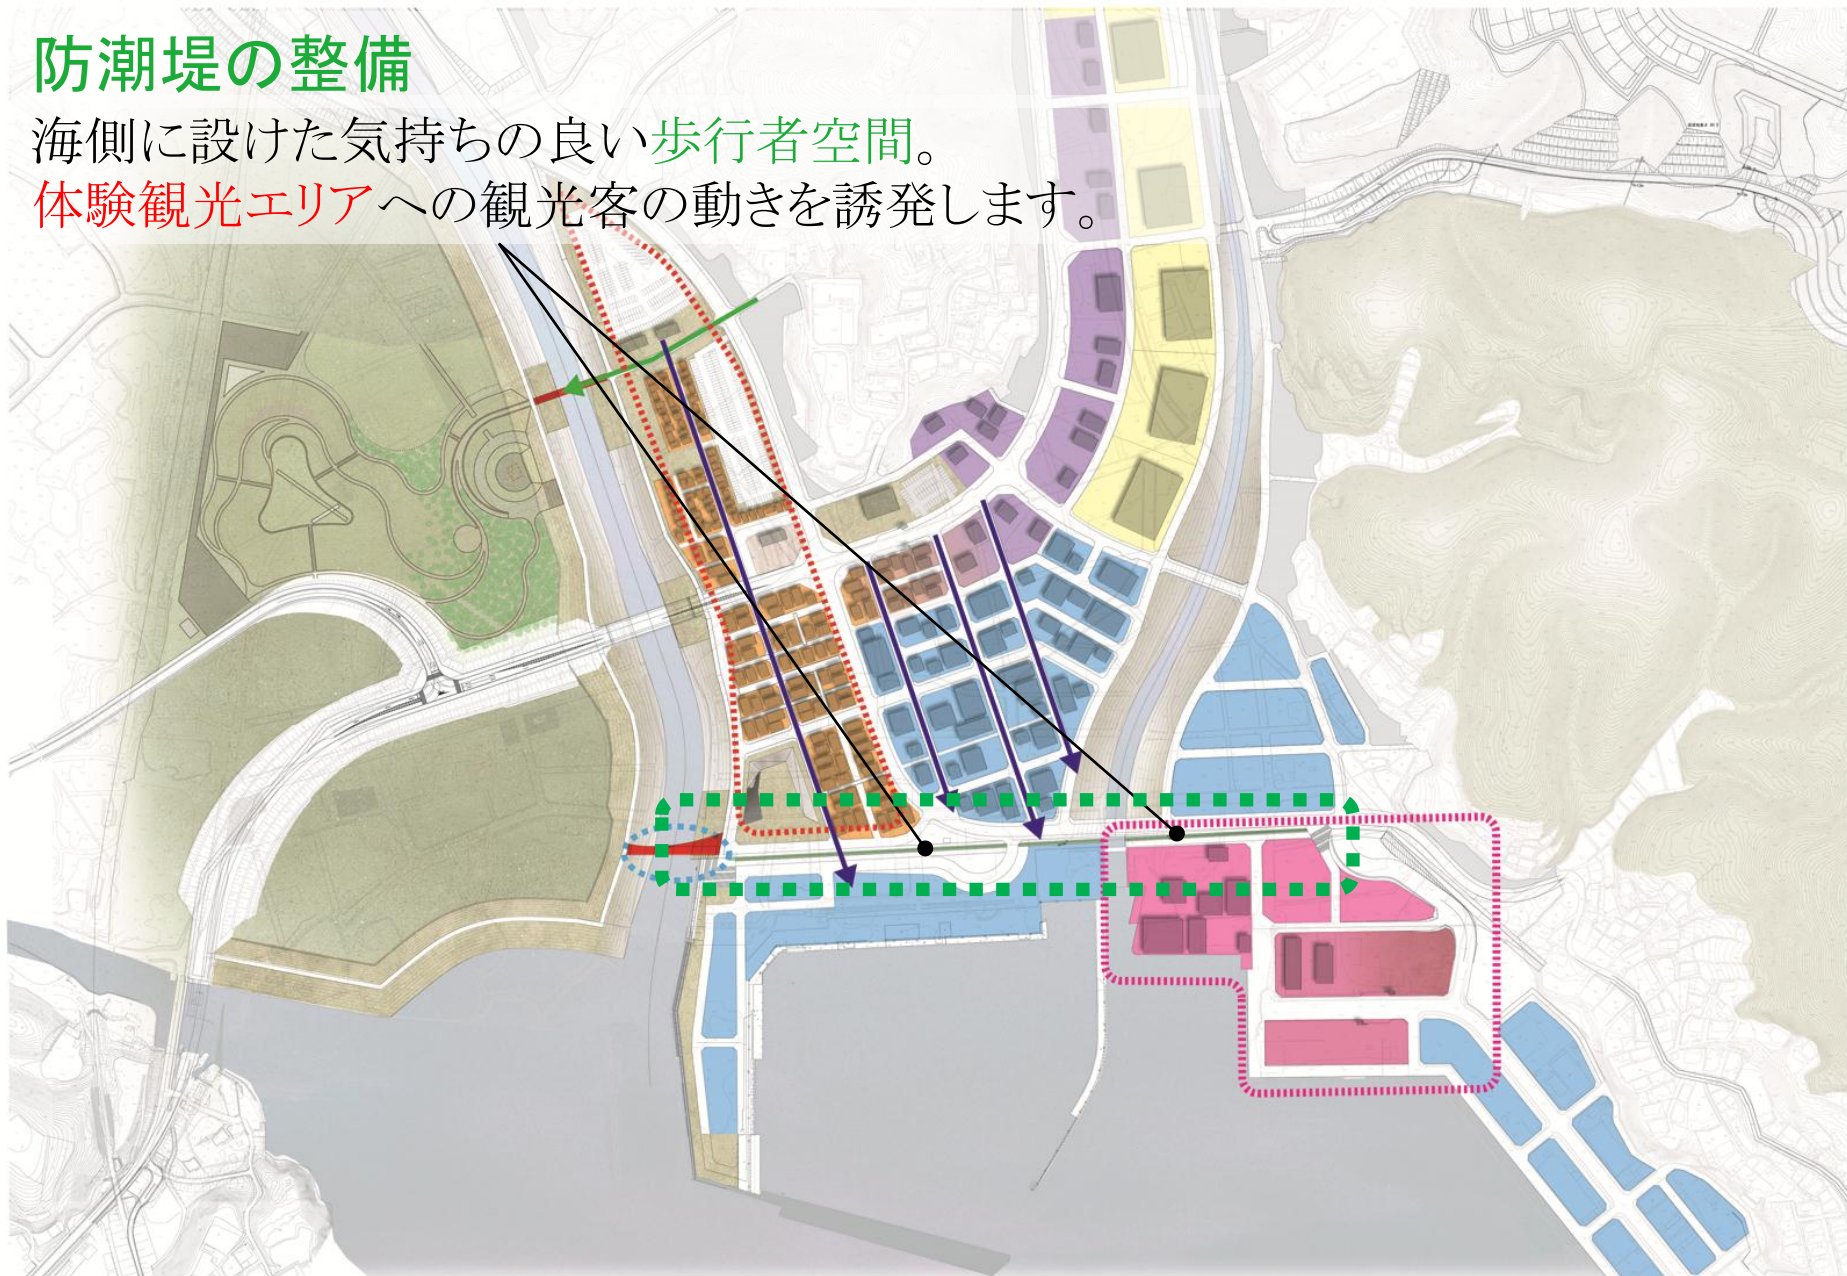 防潮堤の整備
海側に設けた気持ちの良い歩行者空間。
体験観光エリアへの観光客の動きを誘発します。